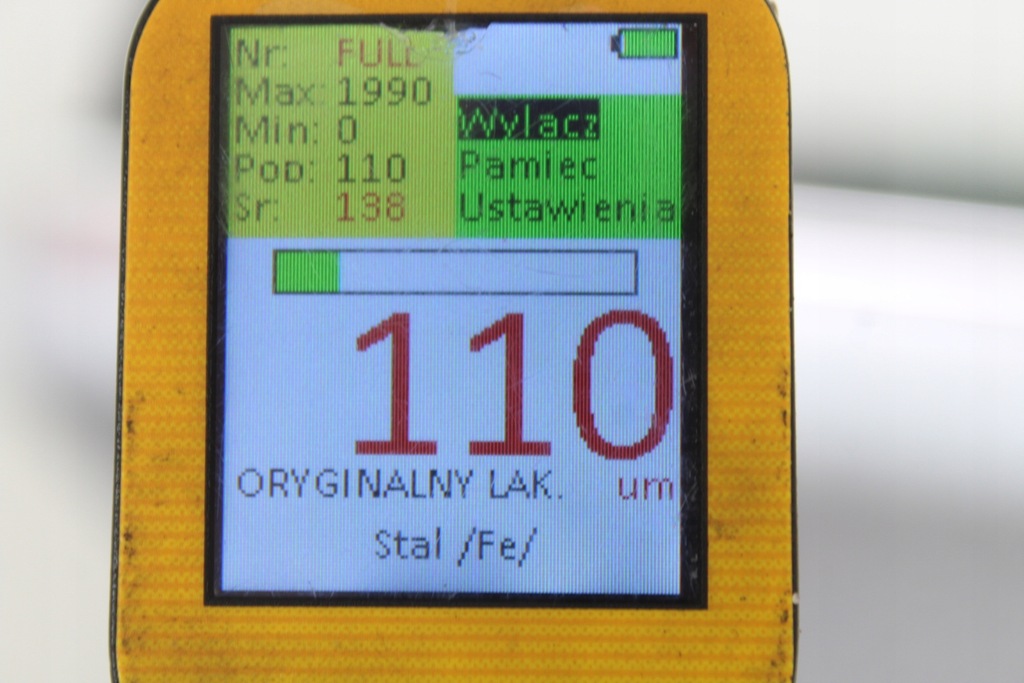 Nr: FULL
Max: 1990
Min: 0
Pop: 110
Sr: 138
Wylacz
Pamiec
Ustawienia
110
ORYGINALNY LAK. um
Stal /Fe/